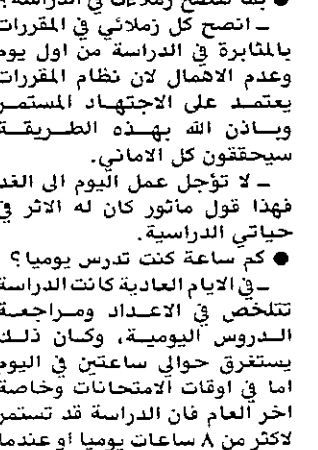 ● بما تنصح زملاءك في الدراسة؟
ـ انصح كل زملائي في المقررات
بالمثابرة في الدراسة من اول يوم
وعدم الاهمال لان نظام المقررات
يعتمد على الاجتهاد المستمر
وباذن الله بهذه الطريقة
سيحققون كل الاماني.
ـ لا تؤجل عمل اليوم الى الغد
فهذا قول مأثور كان له الاثر في
حياتي الدراسية.
● كم ساعة كنت تدرس يوميا؟
ـ في الايام العادية كانت الدراسة
تتلخص في الاعداد ومراجعة
الدروس اليومية، وكان ذلك
يستغرق حوالي ساعتين في اليوم
اما في اوقات الامتحانات وخاصة
اخر العام فان الدراسة قد تستمر
لاكثر من ٨ ساعات يوميا او عندما